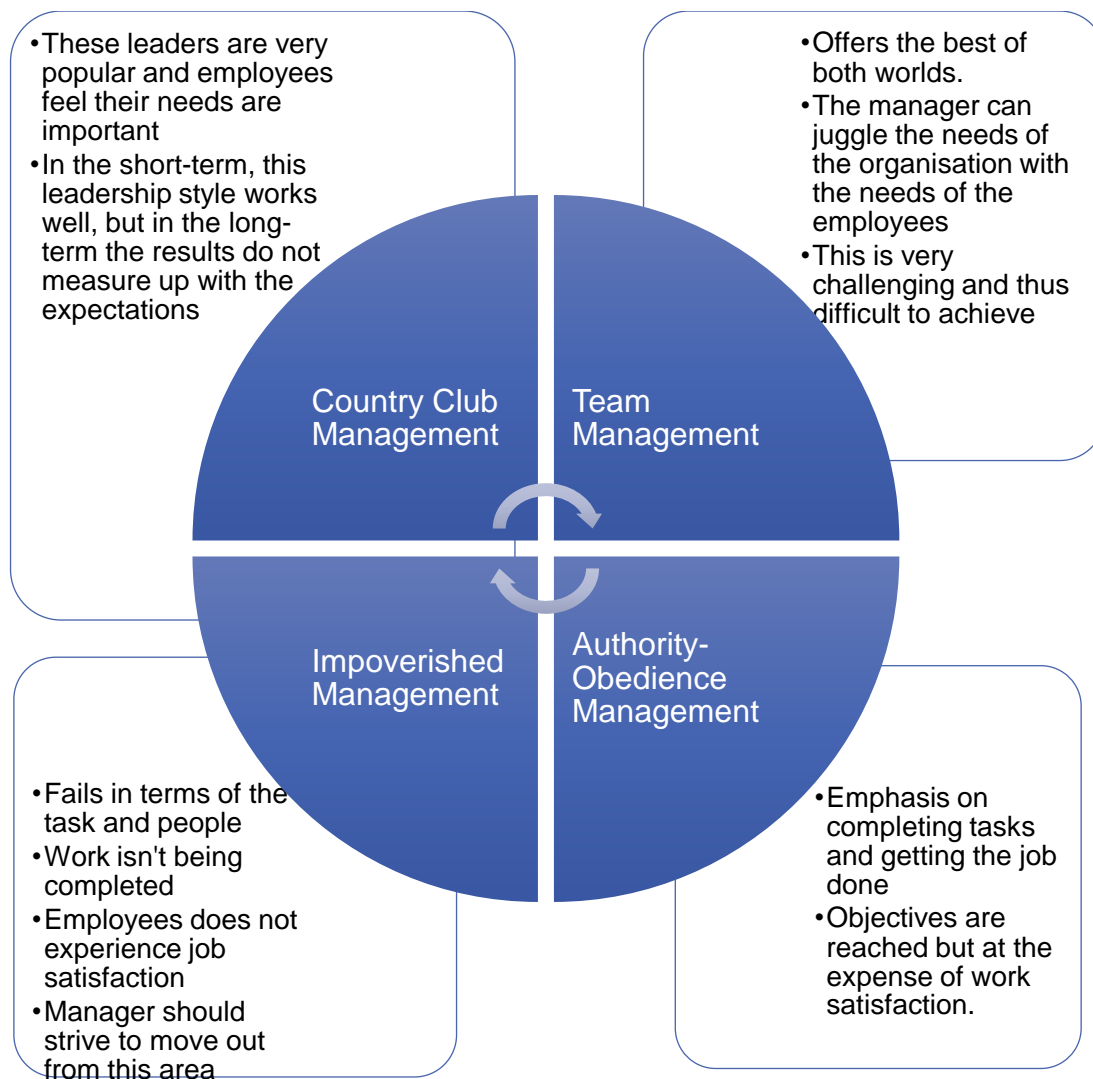 •These leaders are very
popular and employees
feel their needs are
important
•In the short-term, this
leadership style works
well, but in the long-
term the results do not
measure up with the
expectations
•Offers the best of
both worlds.
•The manager can
juggle the needs of
the organisation with
the needs of the
employees
•This is very
challenging and thus
difficult to achieve
Country Club
Management
Team
Management
Impoverished
Management
Authority-
Obedience
Management
•Fails in terms of the
task and people
•Work isn't being
completed
•Employees does not
experience job
satisfaction
•Manager should
strive to move out
from this area
•Emphasis on
completing tasks
and getting the job
done
•Objectives are
reached but at the
expense of work
satisfaction.